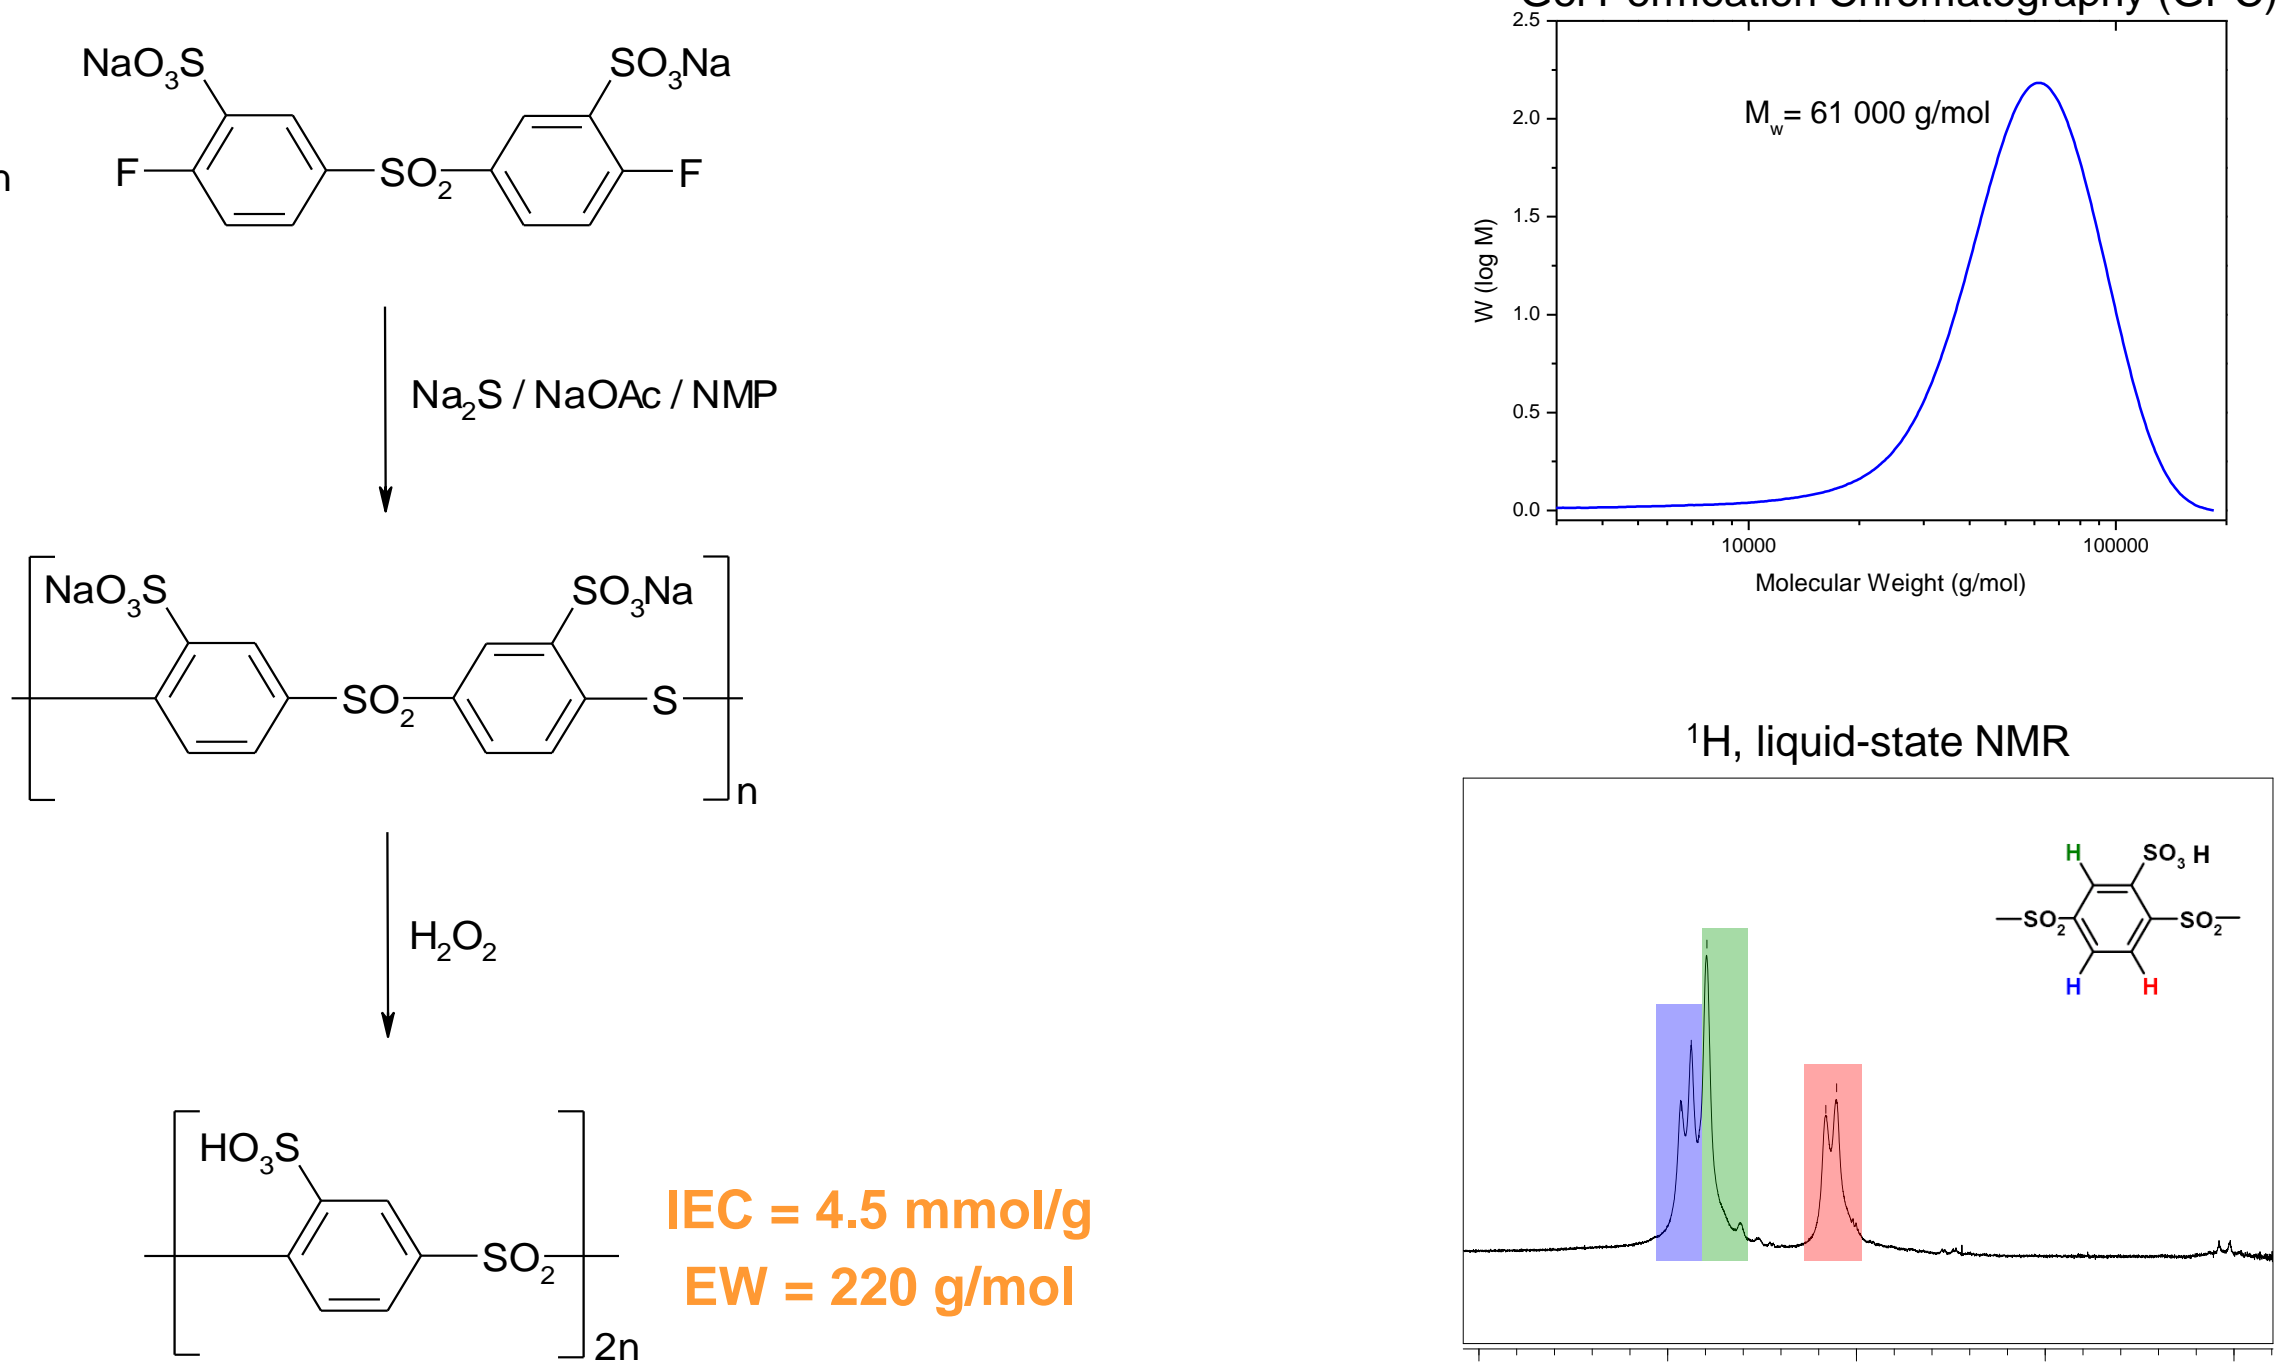 NaO3S
SO3Na
F
SO2
F
n
Na2S / NaOAc / NMP
NaO3S
SO3Na
SO2
S
n
H2O2
HO3S
SO2
2n
IEC = 4.5 mmol/g
EW = 220 g/mol
2.5
2.0
1.5
1.0
0.5
0.0
W (log M)
Mw= 61 000 g/mol
10000
100000
Molecular Weight (g/mol)
1H, liquid-state NMR
H
SO3 H
SO2
SO2
H
H